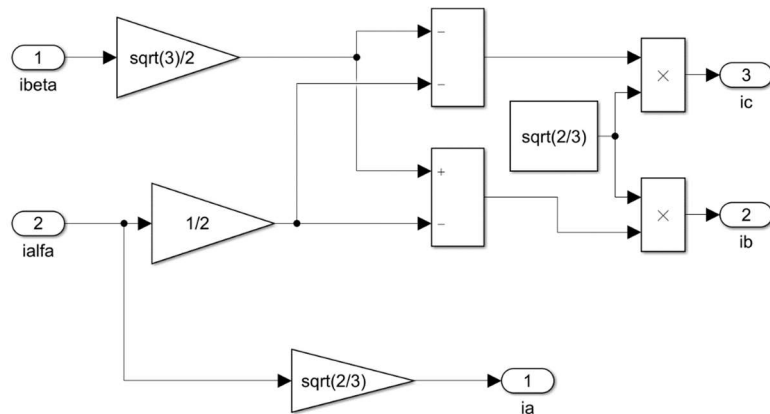 1
ibeta
sqrt(3)/2
−
−
×
3
ic
sqrt(2/3)
2
ialfa
1/2
+
−
×
2
ib
sqrt(2/3)
1
ia